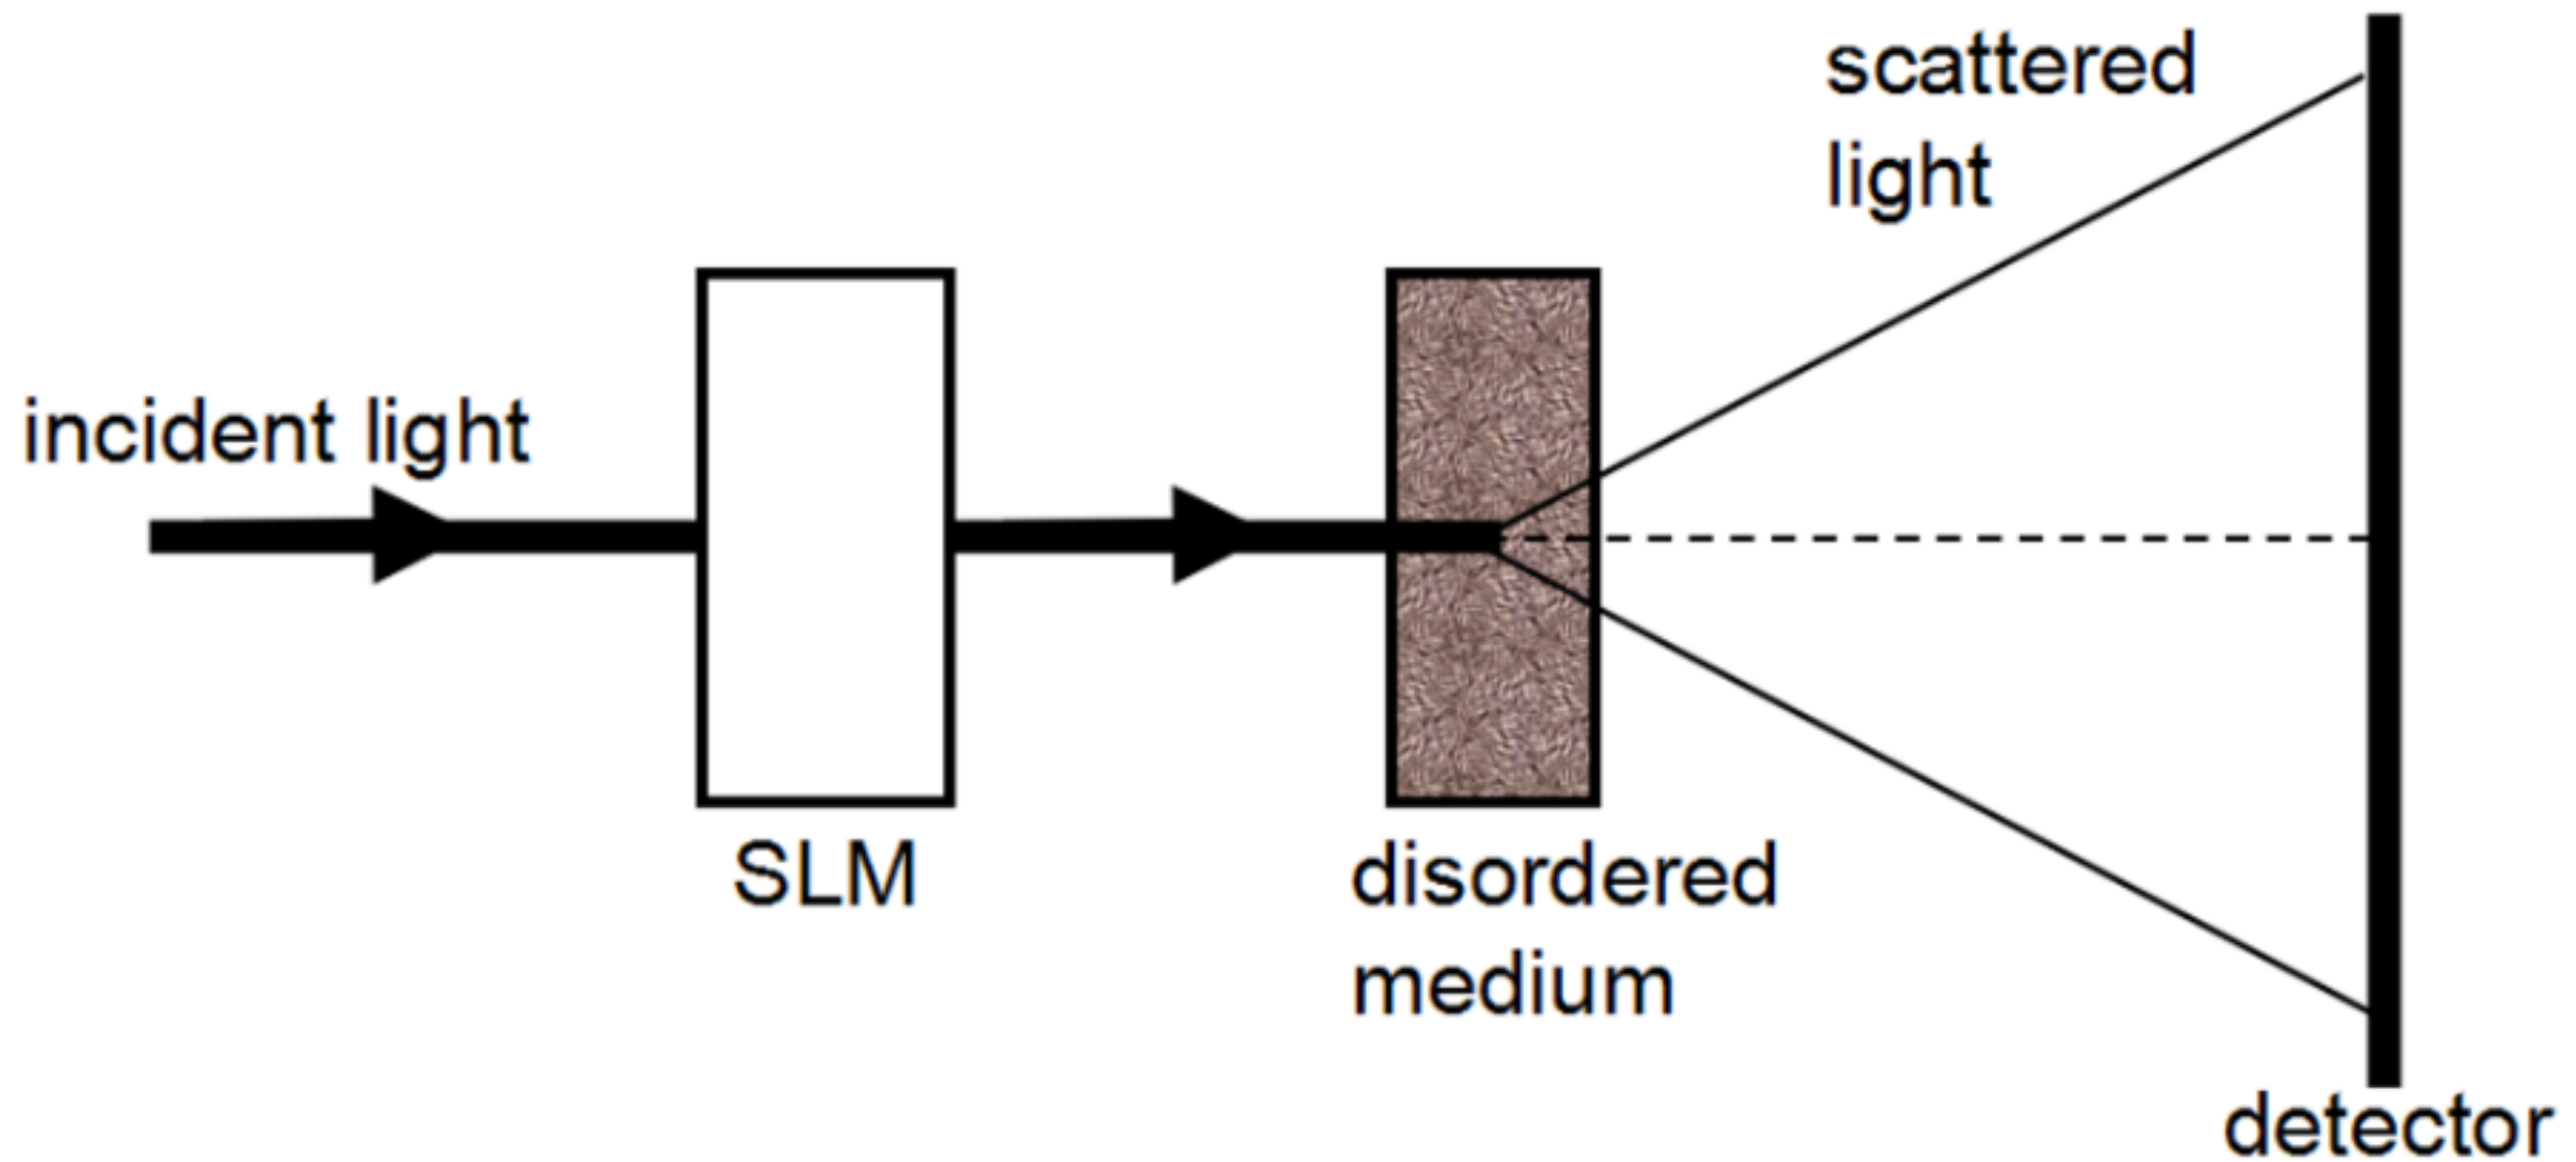 scattered
light
incident light
SLM
disordered
medium
detector